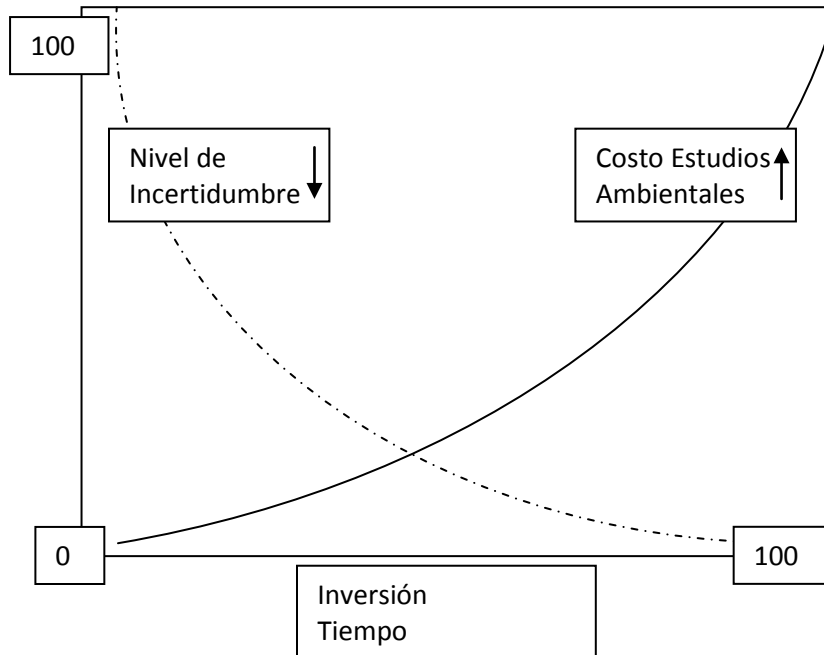 100
Nivel de
Incertidumbre
Costo Estudios
Ambientales
0
100
Inversión
Tiempo